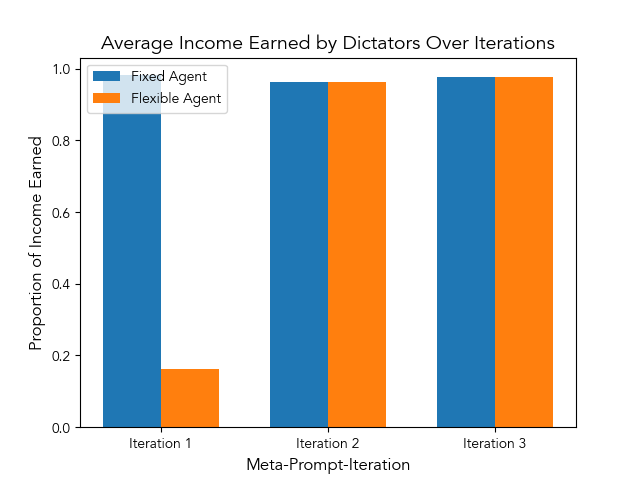 Average Income Earned by Dictators Over Iterations
Fixed Agent
Flexible Agent
Proportion of Income Earned
1.0
0.8
0.6
0.4
0.2
0.0
Iteration 1
Iteration 2
Iteration 3
Meta-Prompt-Iteration